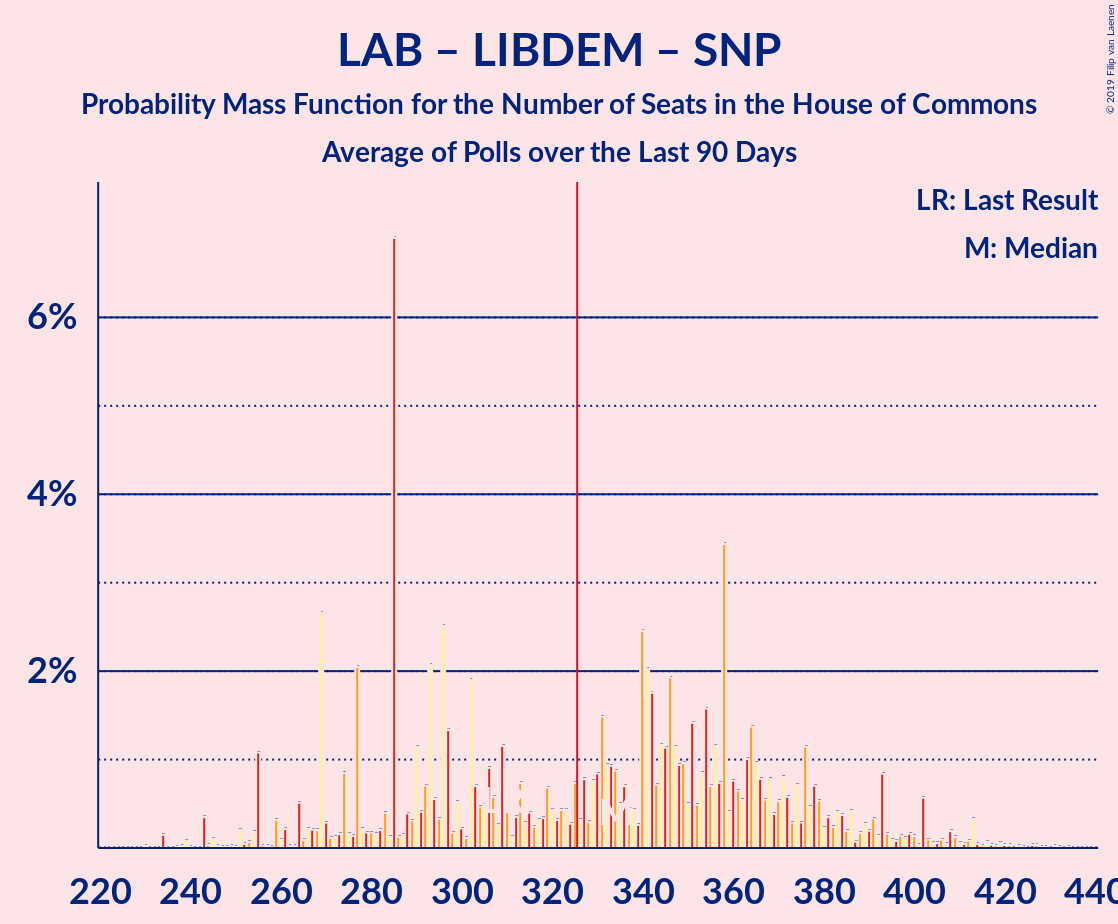 LAB – LIBDEM – SNP
Probability Mass Function for the Number of Seats in the House of Commons
Average of Polls over the Last 90 Days
© 2019 Filip van Laenen
LR: Last Result
M: Median
6%
4%
2%
220 240 260 280 300 320 340 360 380 400 420 440